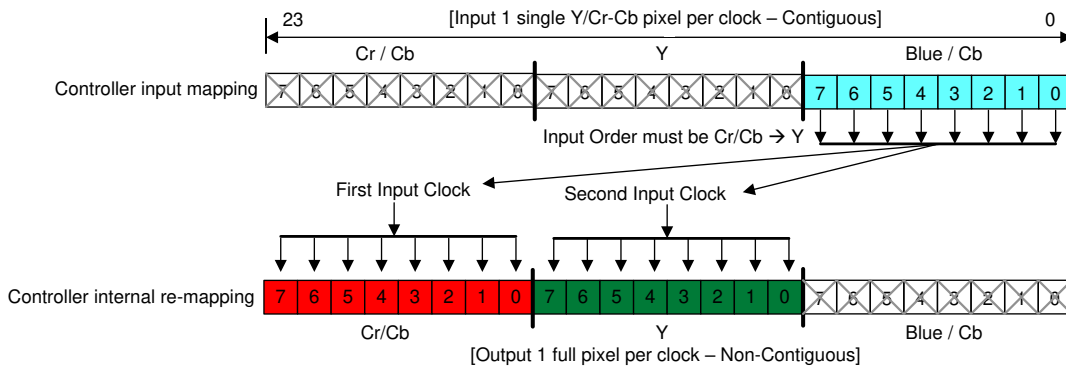 23 [Input 1 single Y/Cr-Cb pixel per clock – Contiguous] 0
Cr / Cb Y Blue / Cb
Controller input mapping 7 6 5 4 3 2 1 0 7 6 5 4 3 2 1 0 7 6 5 4 3 2 1 0
Input Order must be Cr/Cb → Y
First Input Clock Second Input Clock
Controller internal re-mapping 7 6 5 4 3 2 1 0 7 6 5 4 3 2 1 0 7 6 5 4 3 2 1 0
Cr/Cb Y Blue / Cb
[Output 1 full pixel per clock – Non-Contiguous]